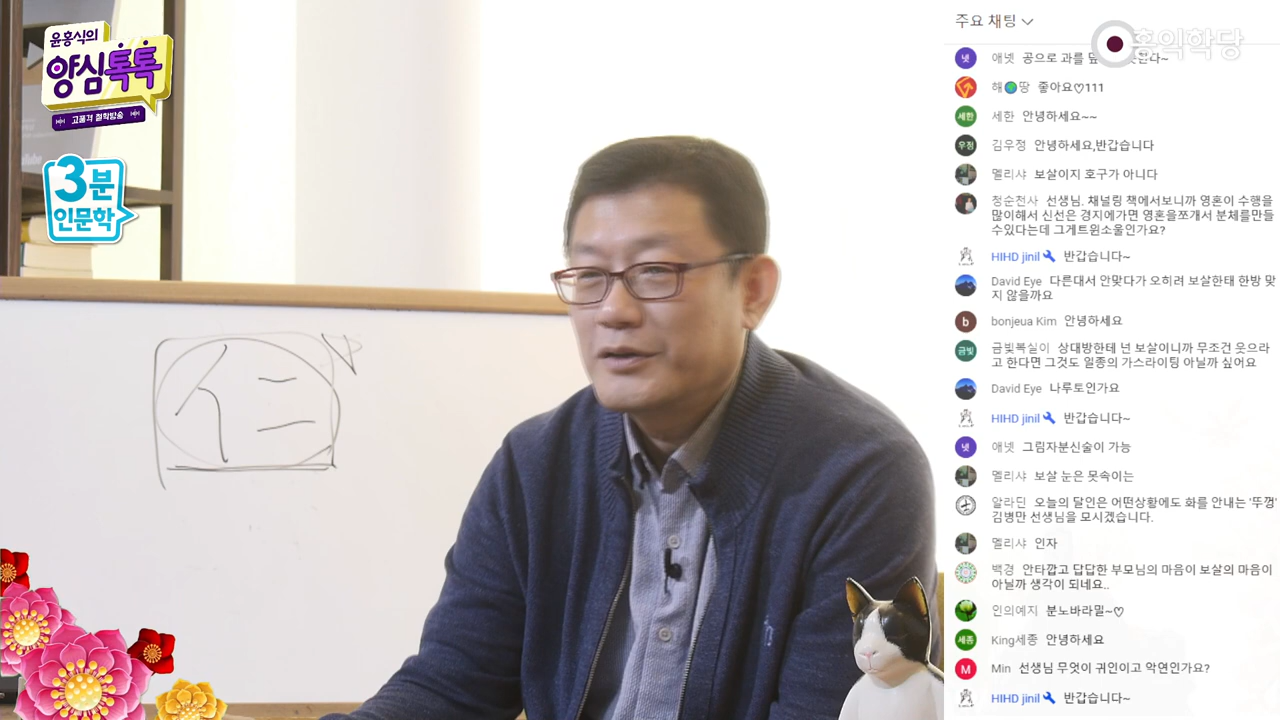 윤홍식의
양심톡톡
고품격 철학방송
3분
인문학
仁
주요 채팅
홍익학당
넷 애넷 공으로 과를
해🌏땅 좋아요♡111
세한 세한 안녕하세요~~
우정 김우정 안녕하세요,반갑습니다
멜리샤 보살이지 호구가 아니다
청순천사 선생님. 채널링 책에서보니까 영혼이 수행을
많이해서 신선은 경지에가면 영혼을쪼개서 분체를만들
수있다는데 그게트윈소울인가요?
HIHD jinil 반갑습니다~
David Eye 다른대서 안맞다가 오히려 보살한태 한방 맞
지 않을까요
b bonjeua Kim 안녕하세요
금빛 금빛복실이 상대방한테 넌 보살이니까 무조건 웃으라
고 한다면 그것도 일종의 가스라이팅 아닐까 싶어요
David Eye 나루토인가요
HIHD jinil 반갑습니다~
넷 애넷 그림자분신술이 가능
멜리샤 보살 눈은 못속이는
알라딘 오늘의 달인은 어떤상황에도 화를 안내는 '뚜껑'
김병만 선생님을 모시겠습니다.
멜리샤 인자
백경 안타깝고 답답한 부모님의 마음이 보살의 마음이
아닐까 생각이 되네요..
인의예지 분노바라밀~♡
세종 King세종 안녕하세요
M Min 선생님 무엇이 귀인이고 악연인가요?
HIHD jinil 반갑습니다~